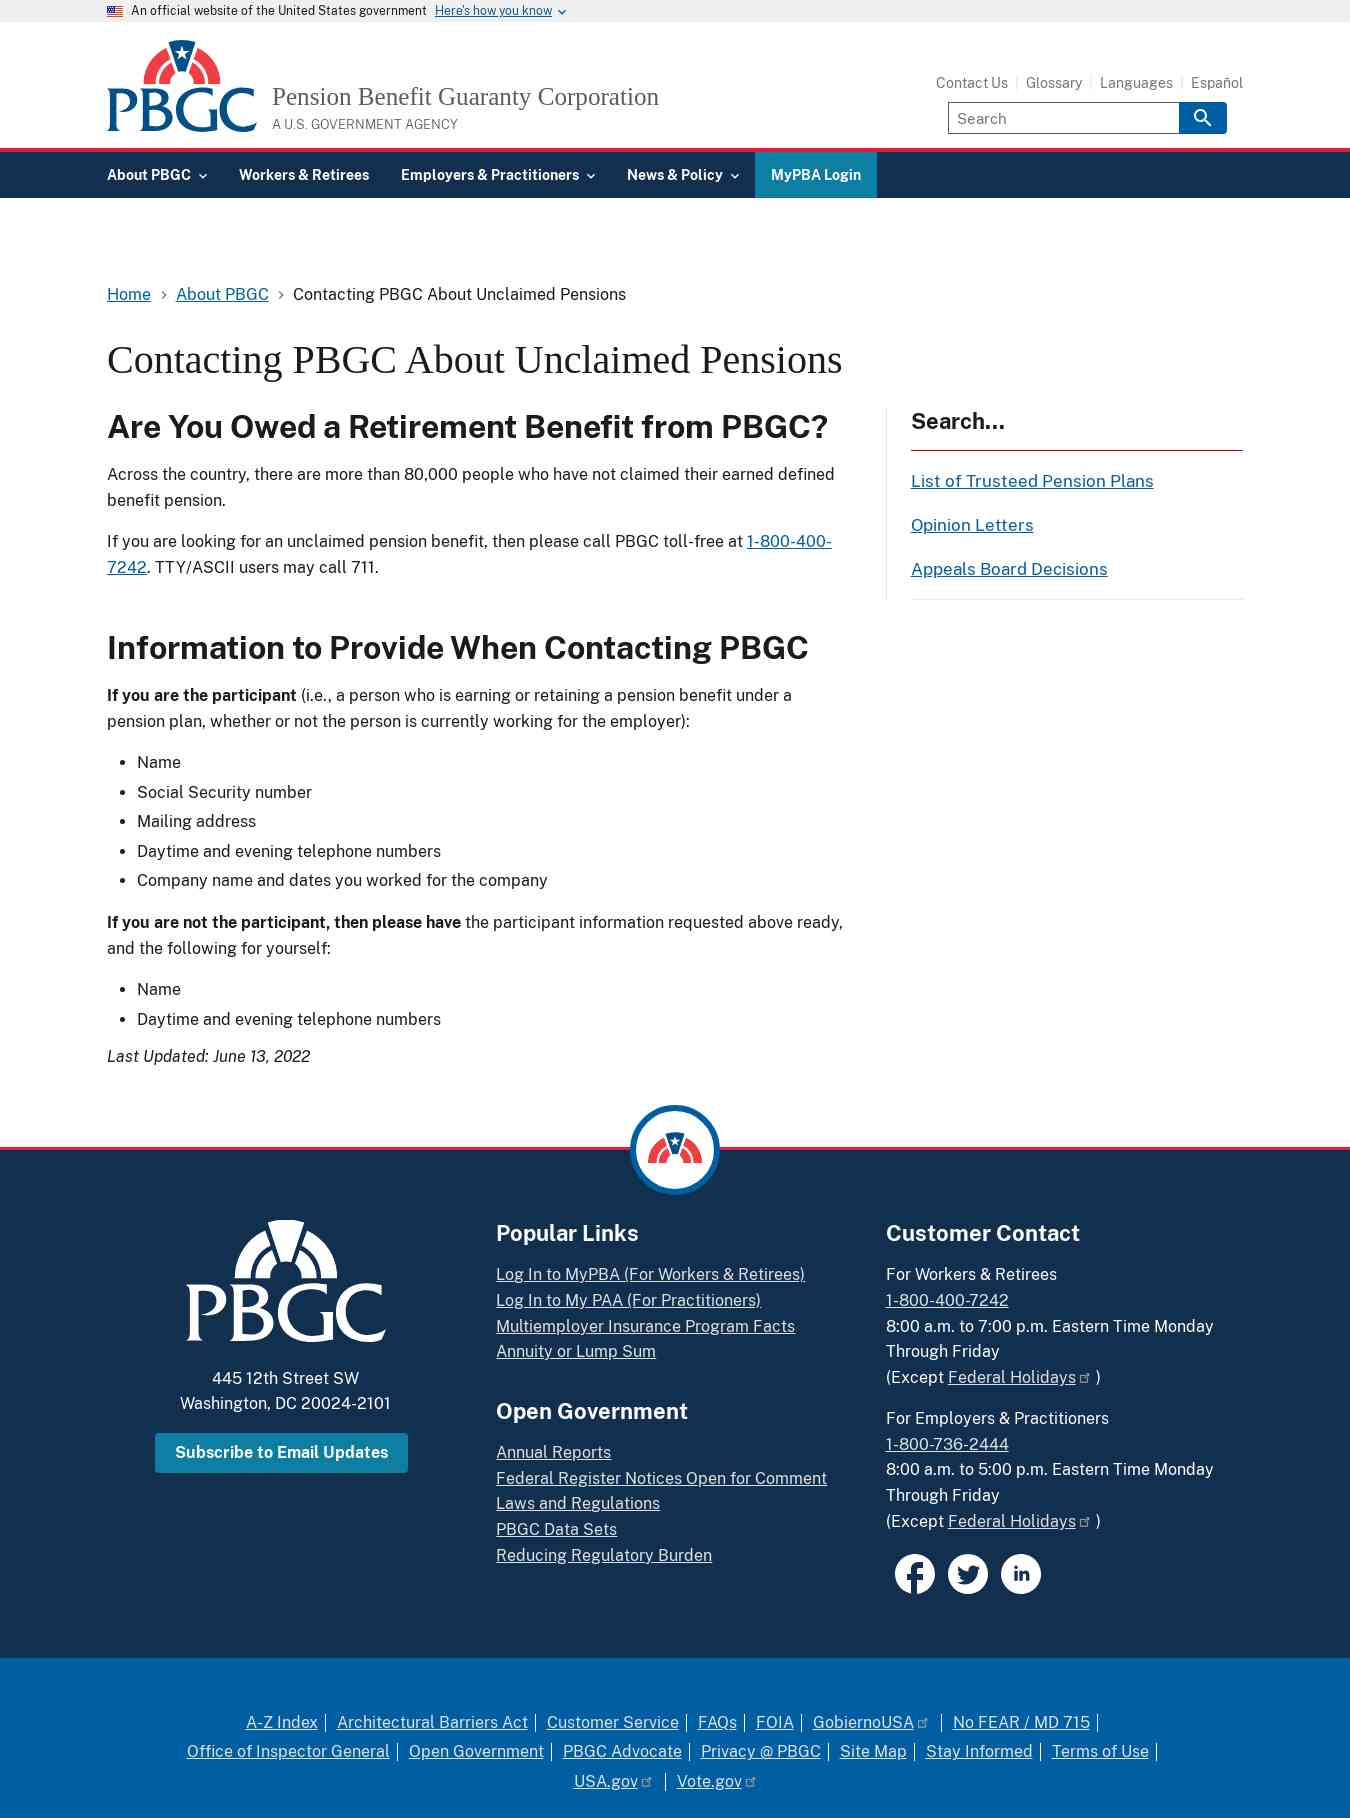 An official website of the United States government Here's how you know
PBGC
Pension Benefit Guaranty Corporation
A U.S. GOVERNMENT AGENCY
Contact Us | Glossary | Languages | Español
Search
About PBGC Workers & Retirees Employers & Practitioners News & Policy MyPBA Login
Home > About PBGC > Contacting PBGC About Unclaimed Pensions
Contacting PBGC About Unclaimed Pensions
Are You Owed a Retirement Benefit from PBGC?
Across the country, there are more than 80,000 people who have not claimed their earned defined
benefit pension.
If you are looking for an unclaimed pension benefit, then please call PBGC toll-free at 1-800-400-
7242. TTY/ASCII users may call 711.
Information to Provide When Contacting PBGC
If you are the participant (i.e., a person who is earning or retaining a pension benefit under a
pension plan, whether or not the person is currently working for the employer):
• Name
• Social Security number
• Mailing address
• Daytime and evening telephone numbers
• Company name and dates you worked for the company
If you are not the participant, then please have the participant information requested above ready,
and the following for yourself:
• Name
• Daytime and evening telephone numbers
Last Updated: June 13, 2022
Search...
List of Trusteed Pension Plans
Opinion Letters
Appeals Board Decisions
PBGC
445 12th Street SW
Washington, DC 20024-2101
Subscribe to Email Updates
Popular Links
Log In to MyPBA (For Workers & Retirees)
Log In to My PAA (For Practitioners)
Multiemployer Insurance Program Facts
Annuity or Lump Sum
Open Government
Annual Reports
Federal Register Notices Open for Comment
Laws and Regulations
PBGC Data Sets
Reducing Regulatory Burden
Customer Contact
For Workers & Retirees
1-800-400-7242
8:00 a.m. to 7:00 p.m. Eastern Time Monday
Through Friday
(Except Federal Holidays )
For Employers & Practitioners
1-800-736-2444
8:00 a.m. to 5:00 p.m. Eastern Time Monday
Through Friday
(Except Federal Holidays )
in
A-Z Index | Architectural Barriers Act | Customer Service | FAQs | FOIA | GobiernoUSA | No FEAR / MD 715 |
Office of Inspector General | Open Government | PBGC Advocate | Privacy @ PBGC | Site Map | Stay Informed | Terms of Use |
USA.gov | Vote.gov